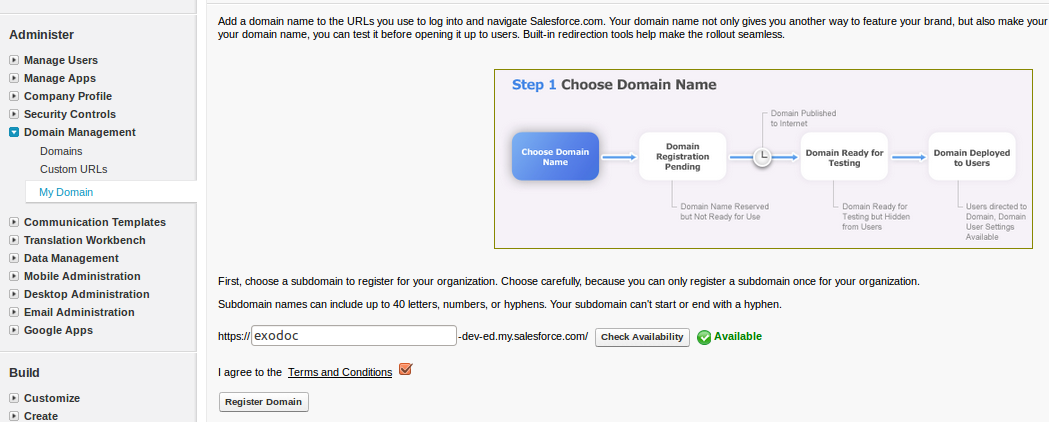 Administer
Manage Users
Manage Apps
Company Profile
Security Controls
Domain Management
Domains
Custom URLs
My Domain
Communication Templates
Translation Workbench
Data Management
Mobile Administration
Desktop Administration
Email Administration
Google Apps
Build
Customize
Create
Add a domain name to the URLs you use to log into and navigate Salesforce.com. Your domain name not only gives you another way to feature your brand, but also make your
your domain name, you can test it before opening it up to users. Built-in redirection tools help make the rollout seamless.
Step 1 Choose Domain Name
Choose Domain
Name
Domain
Registration
Pending
Domain Published
to Internet
Domain Ready for
Testing
Domain Deployed
to Users
Domain Name Reserved
but Not Ready for Use
Domain Ready for
Testing but Hidden
from Users
Users directed to
Domain, Domain
User Settings
Available
First, choose a subdomain to register for your organization. Choose carefully, because you can only register a subdomain once for your organization.
Subdomain names can include up to 40 letters, numbers, or hyphens. Your subdomain can't start or end with a hyphen.
https:// exodoc -dev-ed.my.salesforce.com/ Check Availability Available
I agree to the Terms and Conditions
Register Domain